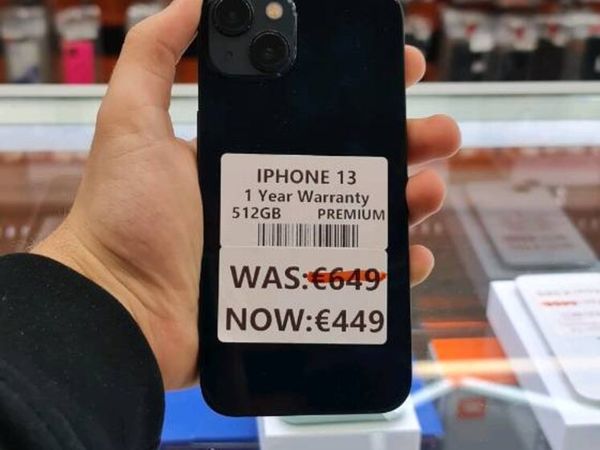 IPHONE 13
1 Year Warranty
512GB PREMIUM
WAS:€649
NOW:€449